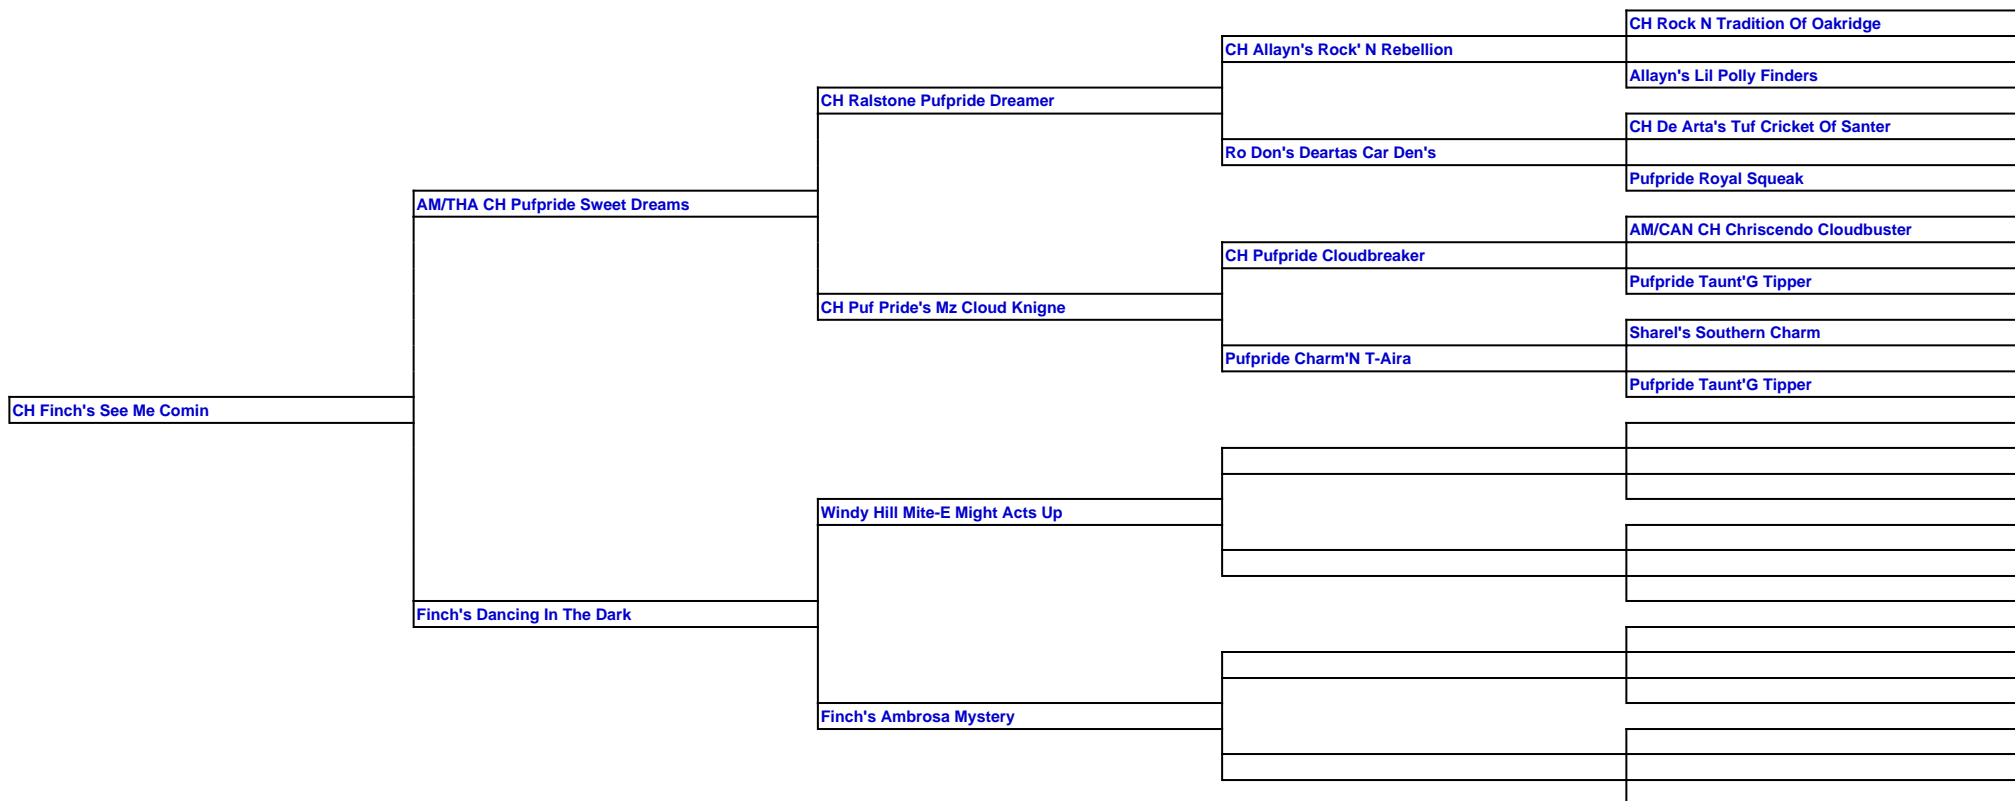 CH Rock N Tradition Of Oakridge
CH Allayn's Rock' N Rebellion
Allayn's Lil Polly Finders
CH Ralstone Pufpride Dreamer
CH De Arta's Tuf Cricket Of Santer
Ro Don's Deartas Car Den's
Pufpride Royal Squeak
AM/THA CH Pufpride Sweet Dreams
AM/CAN CH Chriscendo Cloudbuster
CH Pufpride Cloudbreaker
Pufpride Taunt'G Tipper
CH Puf Pride's Mz Cloud Knigne
Sharel's Southern Charm
Pufpride Charm'N T-Aira
Pufpride Taunt'G Tipper
CH Finch's See Me Comin
Windy Hill Mite-E Might Acts Up
Finch's Dancing In The Dark
Finch's Ambrosa Mystery